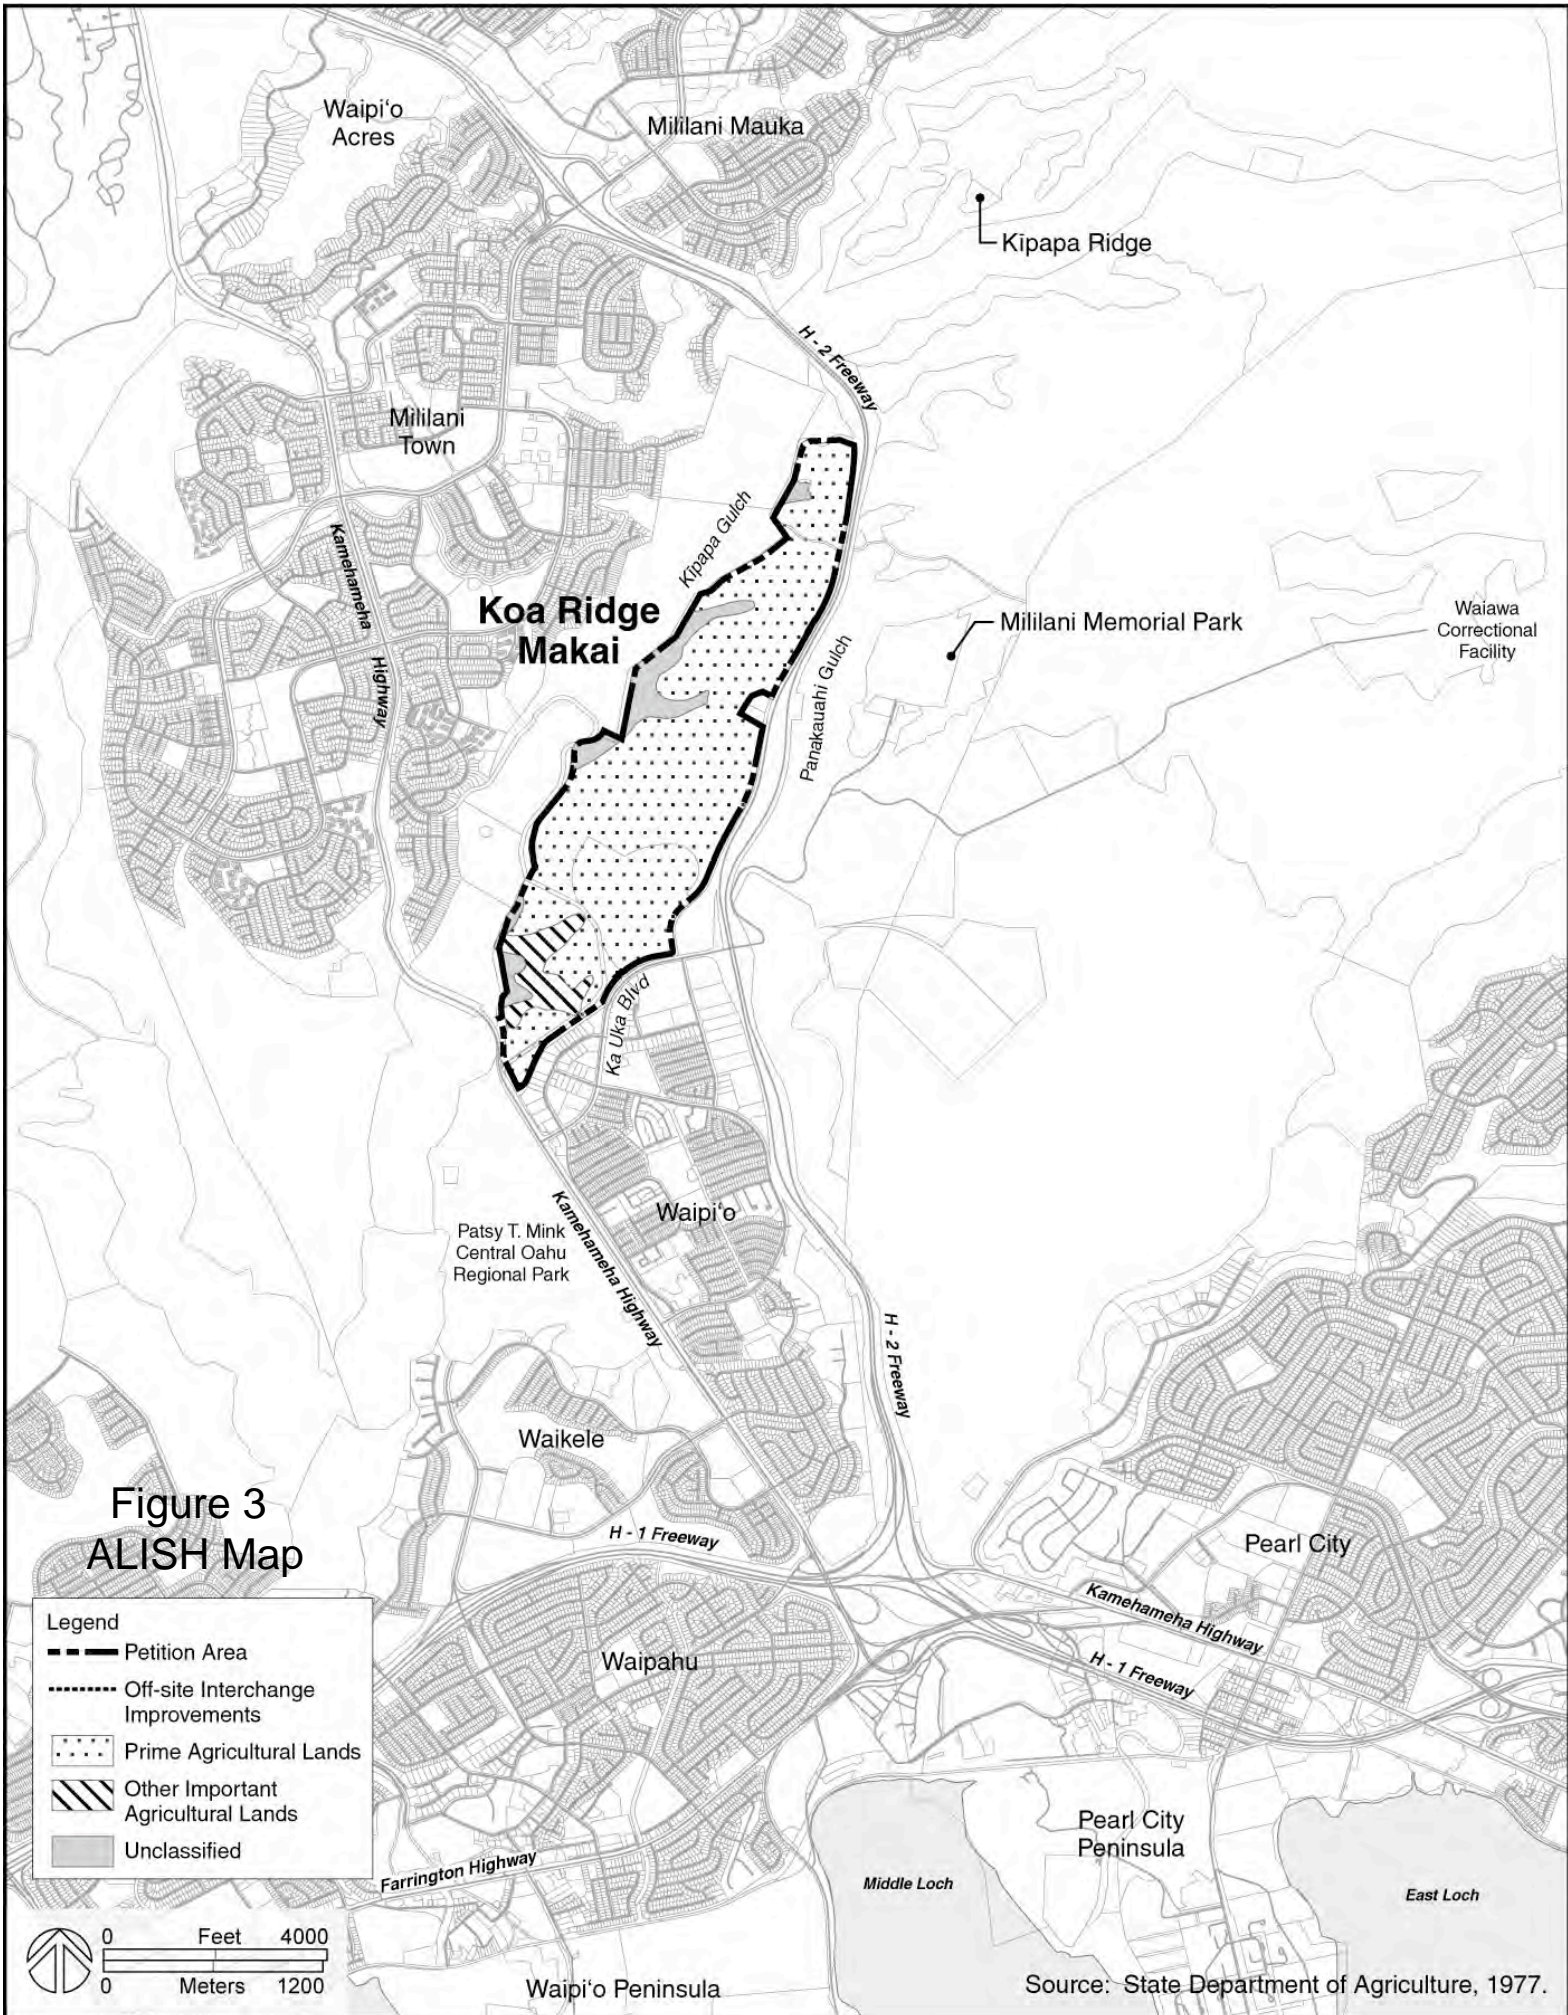 Waipi‘o
Acres
Mililani Mauka
Kīpapa Ridge
H - 2 Freeway
Mililani
Town
Kīpapa Gulch
Kamehameha
Highway
Koa Ridge
Makai
Mililani Memorial Park
Waiawa
Correctional
Facility
Panakauahi Gulch
Ka Uka Blvd
Patsy T. Mink
Central Oahu
Regional Park
Kamehameha Highway
Waipi‘o
H - 2 Freeway
Waikele
H - 1 Freeway
Pearl City
Kamehameha Highway
H - 1 Freeway
Waipahu
Figure 3
ALISH Map
Legend
Petition Area
Off-site Interchange
Improvements
Prime Agricultural Lands
Other Important
Agricultural Lands
Unclassified
Farrington Highway
Pearl City
Peninsula
Middle Loch
East Loch
0 Feet 4000
0 Meters 1200
Waipi‘o Peninsula
Source: State Department of Agriculture, 1977.